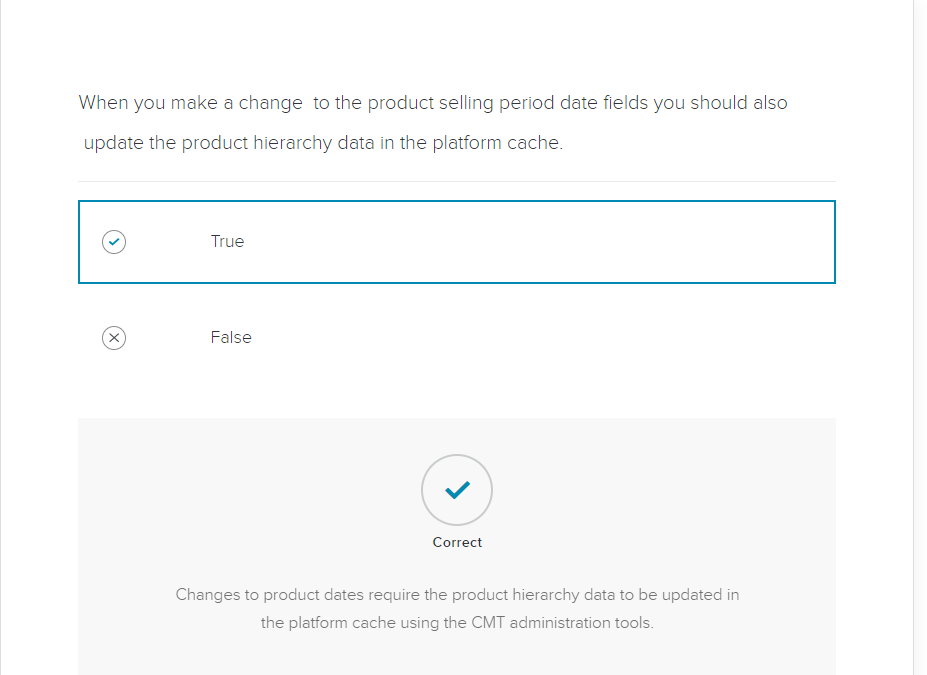 When you make a change  to the product selling period date fields you should also
update the product hierarchy data in the platform cache.
True
False
Correct
Changes to product dates require the product hierarchy data to be updated in
the platform cache using the CMT administration tools.